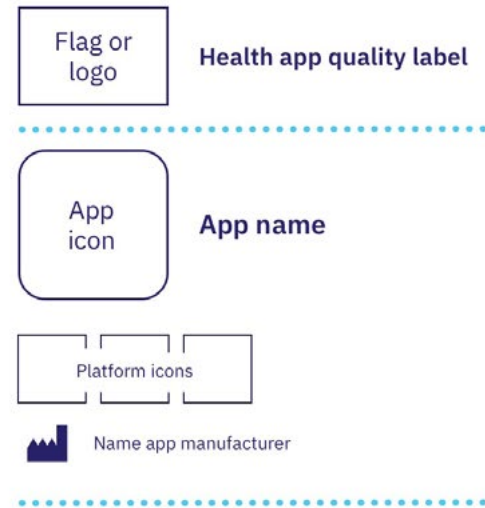 Flag or
logo
Health app quality label
App
icon
App name
Platform icons
Name app manufacturer